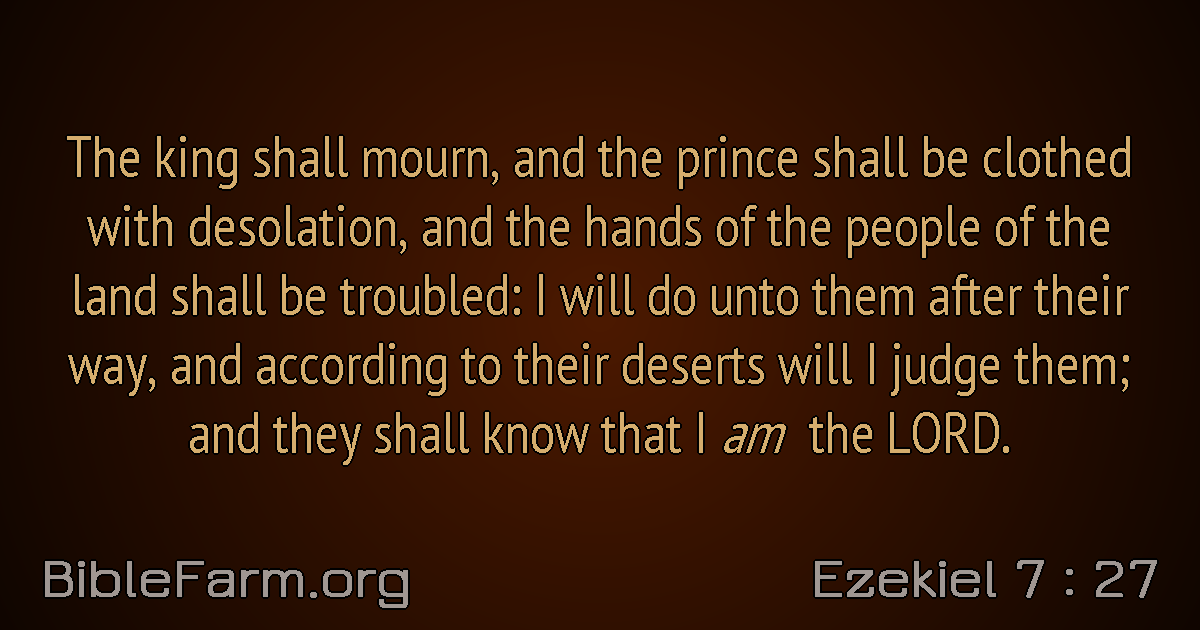 The king shall mourn, and the prince shall be clothed
with desolation, and the hands of the people of the
land shall be troubled: I will do unto them after their
way, and according to their deserts will I judge them;
and they shall know that I am the LORD.
BibleFarm.org
Ezekiel 7 : 27